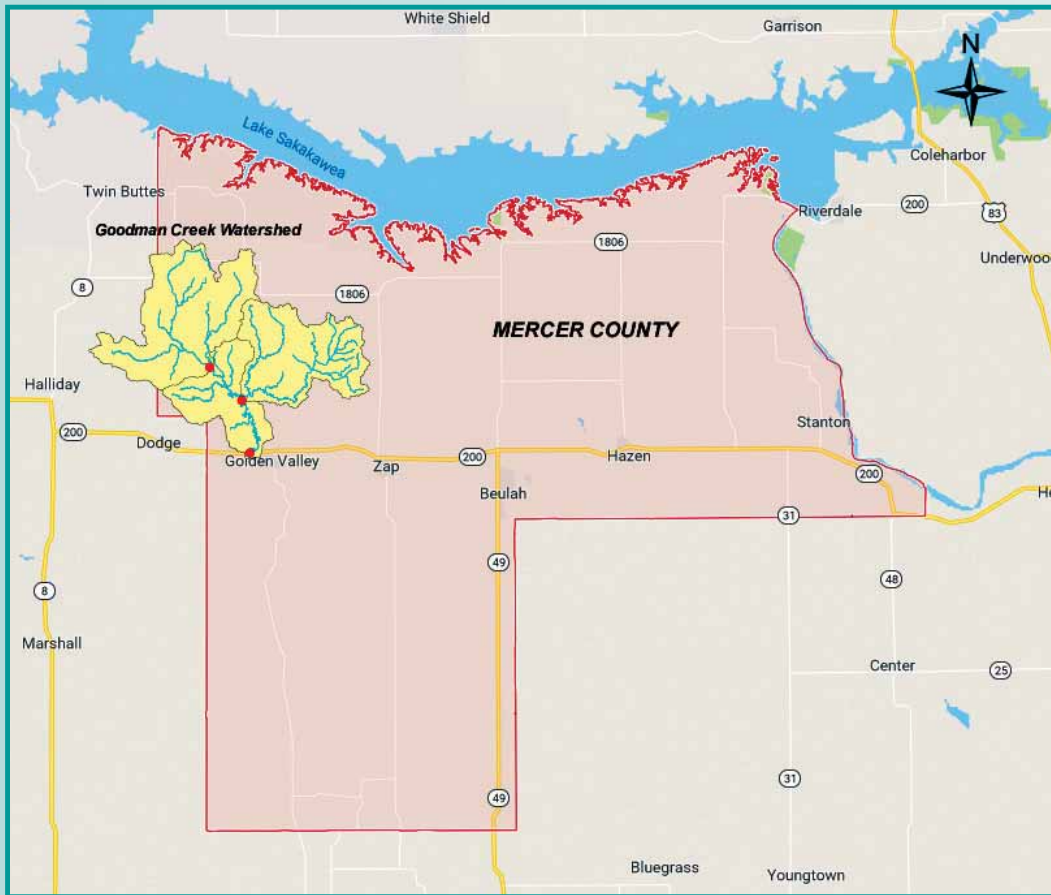 White Shield
Garrison
N
Lake Sakakawea
Coleharbor
Twin Buttes
Riverdale
200
83
Goodman Creek Watershed
1806
Underwoo
8
1806
MERCER COUNTY
Halliday
Stanton
200
Dodge
Golden Valley
Zap
200
Hazen
200
Beulah
He
31
49
48
8
Marshall
Center
25
31
49
Bluegrass
Youngtown